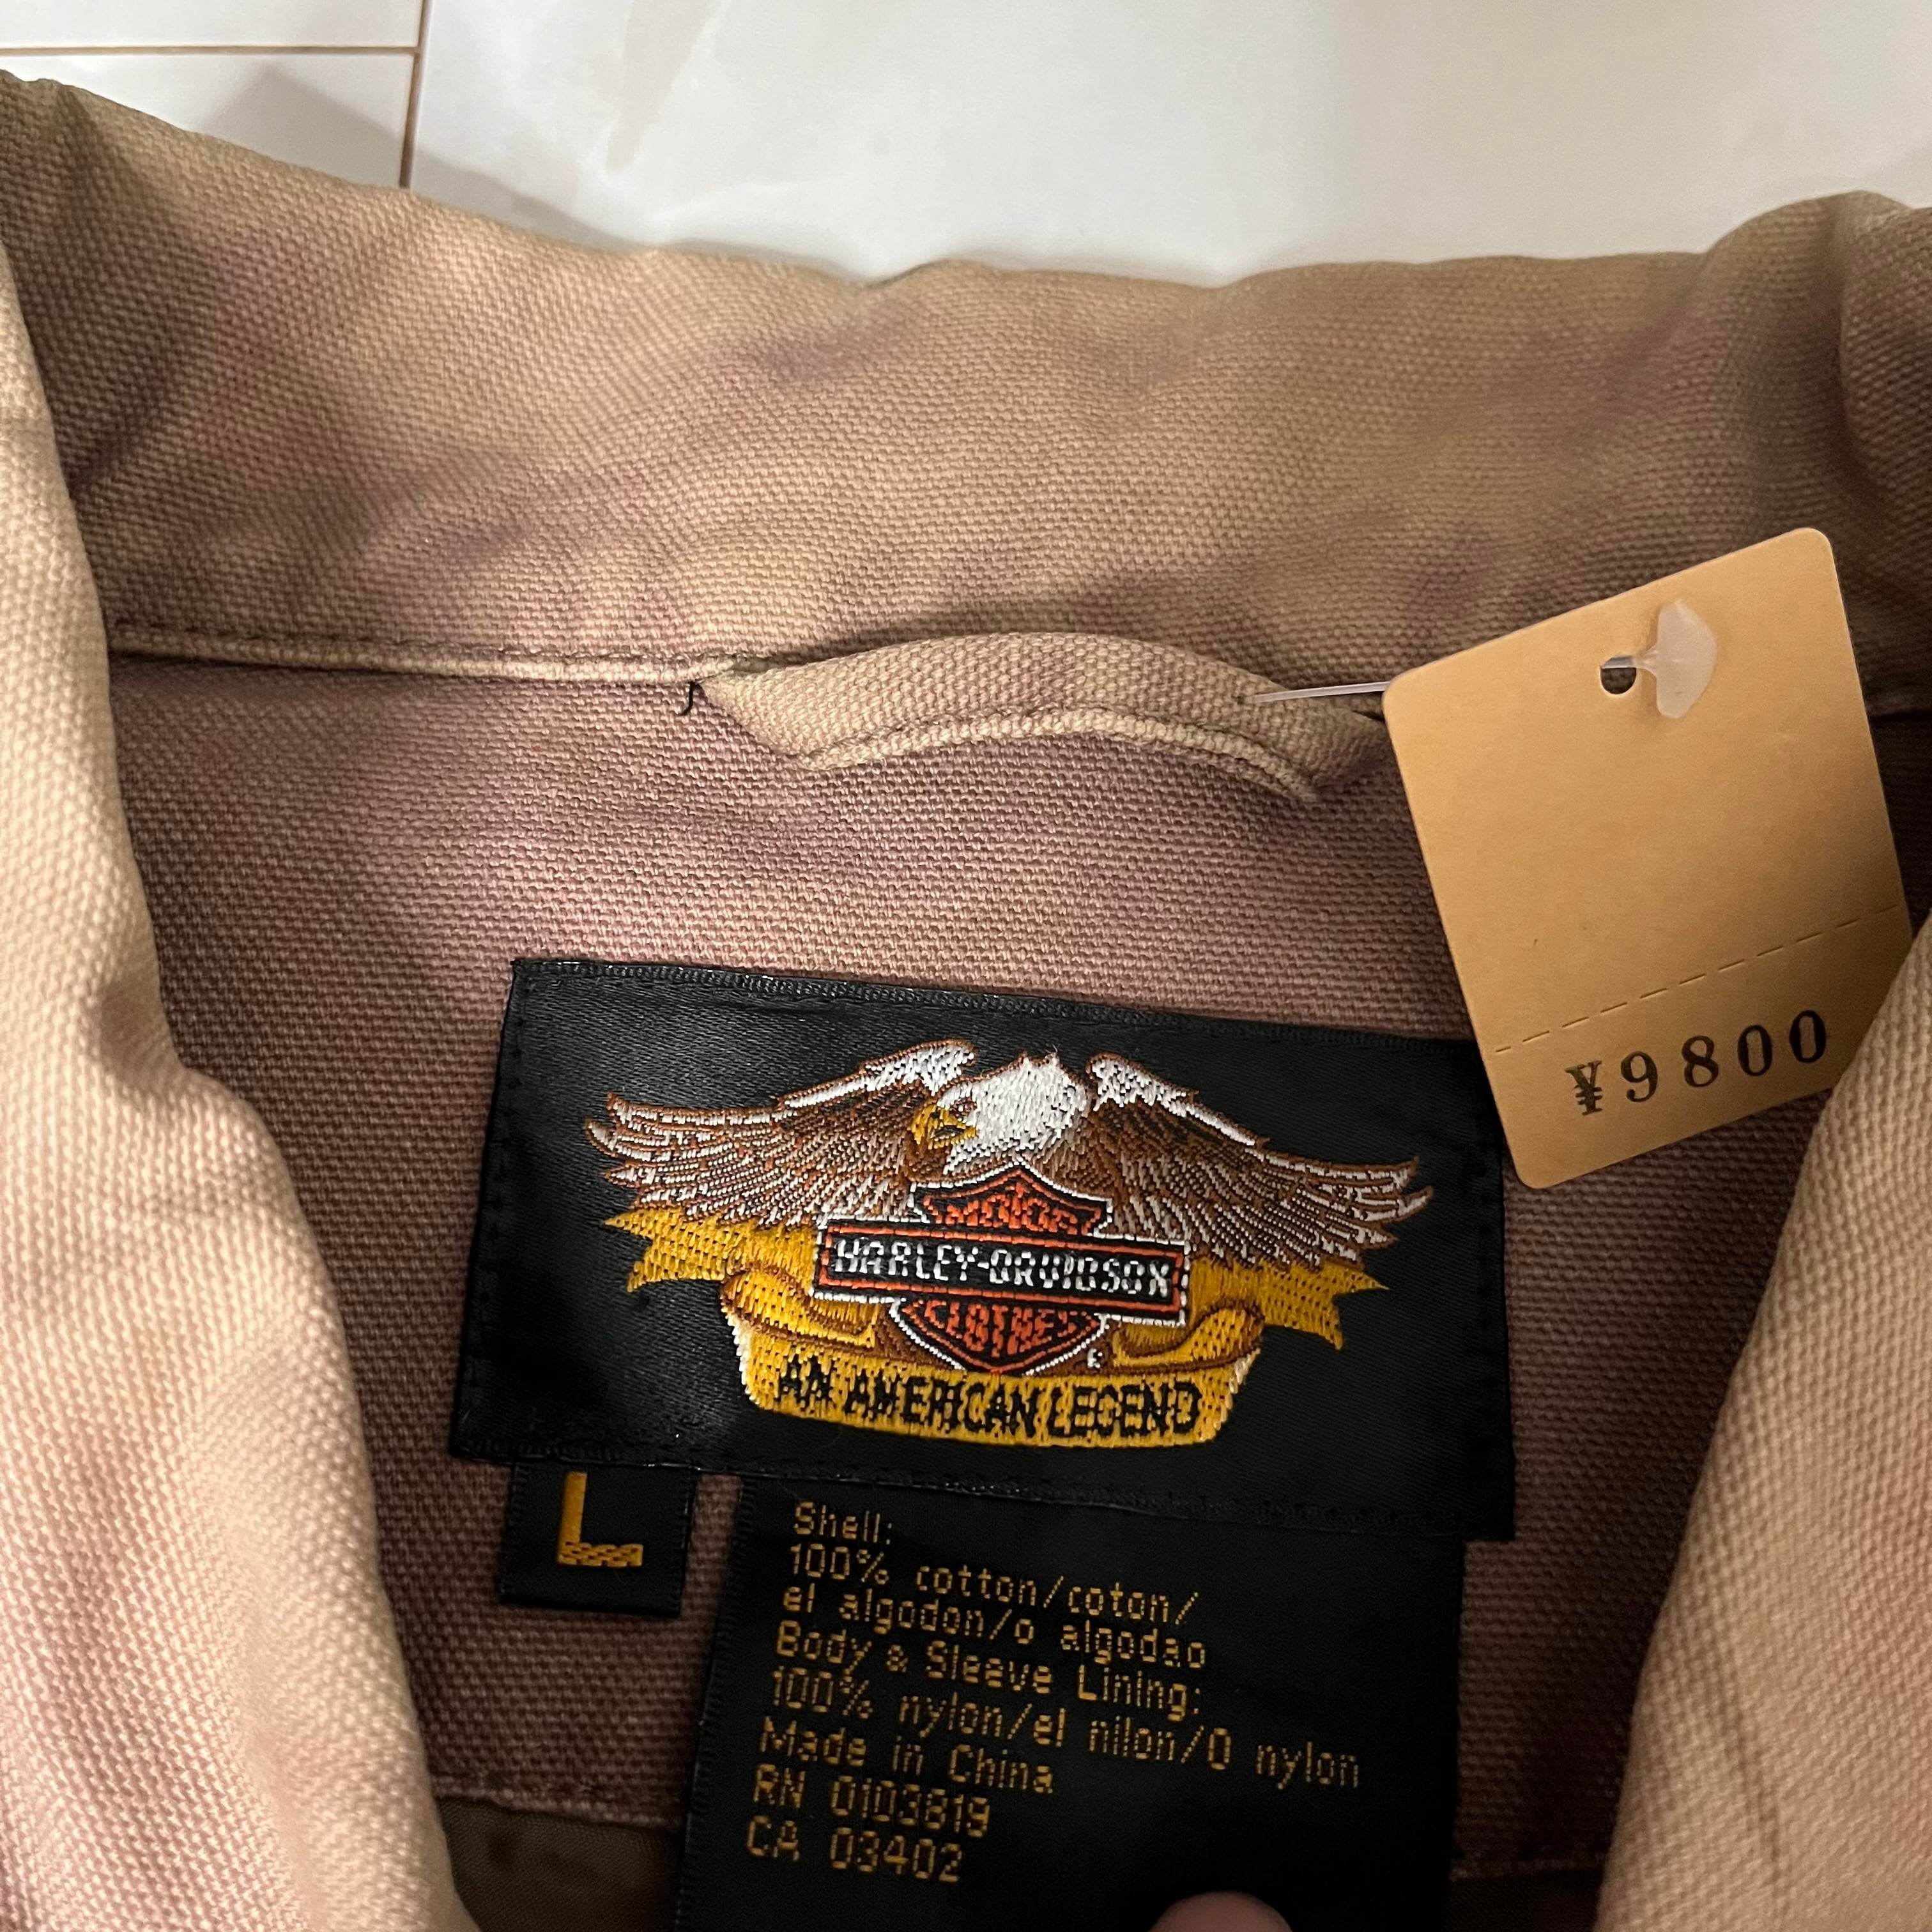 ¥9800
MOTOR
HARLEY-DAVIDSON
CLOTHES
®
AN AMERICAN LEGEND
L
Shell:
100% cotton/coton/
el algodon/o algodao
Body & Sleeve Lining:
100% nylon/el nilon/O nylon
Made in China
RN 0103819
CA 03402